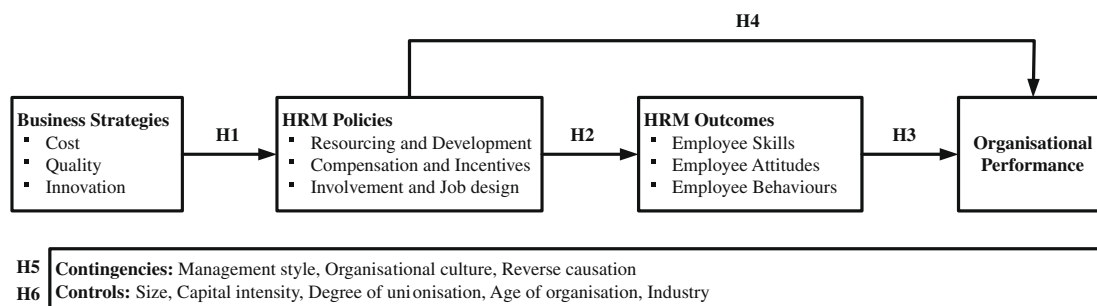 H4
Business Strategies
▪ Cost
▪ Quality
▪ Innovation
H1
HRM Policies
▪ Resourcing and Development
▪ Compensation and Incentives
▪ Involvement and Job design
H2
HRM Outcomes
▪ Employee Skills
▪ Employee Attitudes
▪ Employee Behaviours
H3
Organisational
Performance
H5 Contingencies: Management style, Organisational culture, Reverse causation
H6 Controls: Size, Capital intensity, Degree of unionisation, Age of organisation, Industry